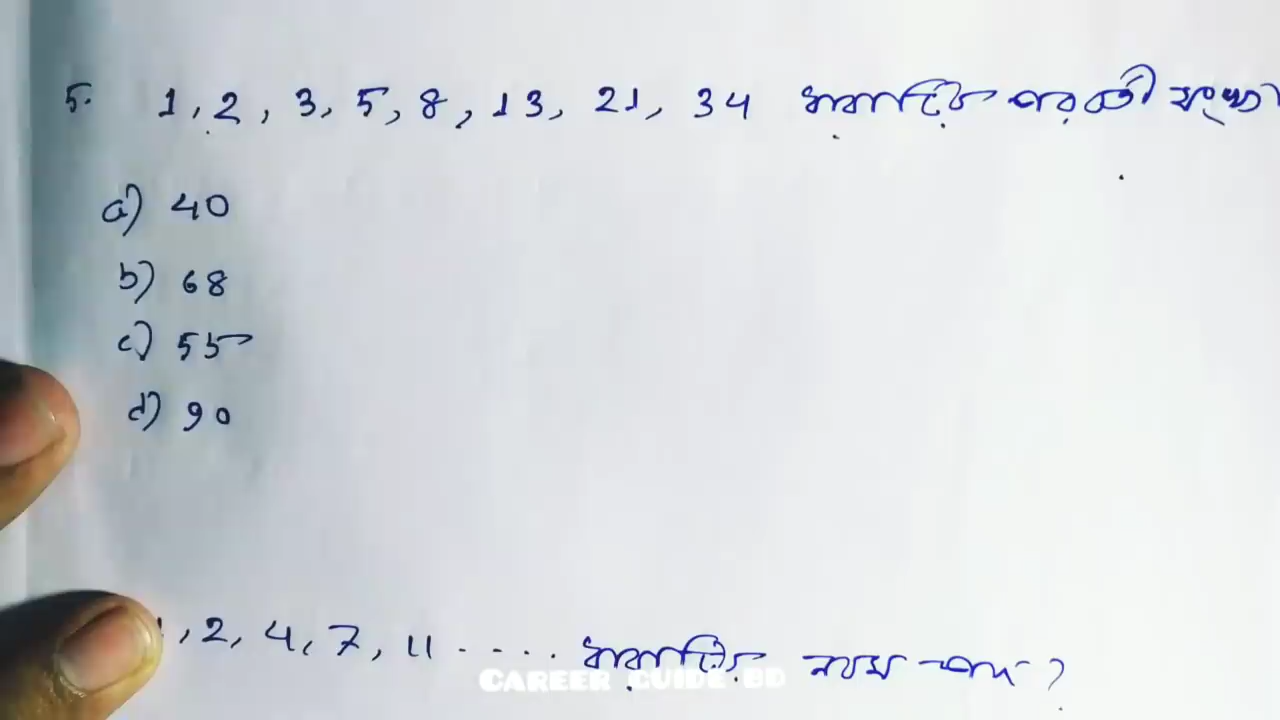 5. 1, 2, 3, 5, 8, 13, 21, 34 ধারাটির পরবর্তী সংখ্যা
a) 40
b) 68
c) 55
d) 90
1, 2, 4, 7, 11 ..... ধারাটির নবম পদ ?
CAREER GUIDE BD